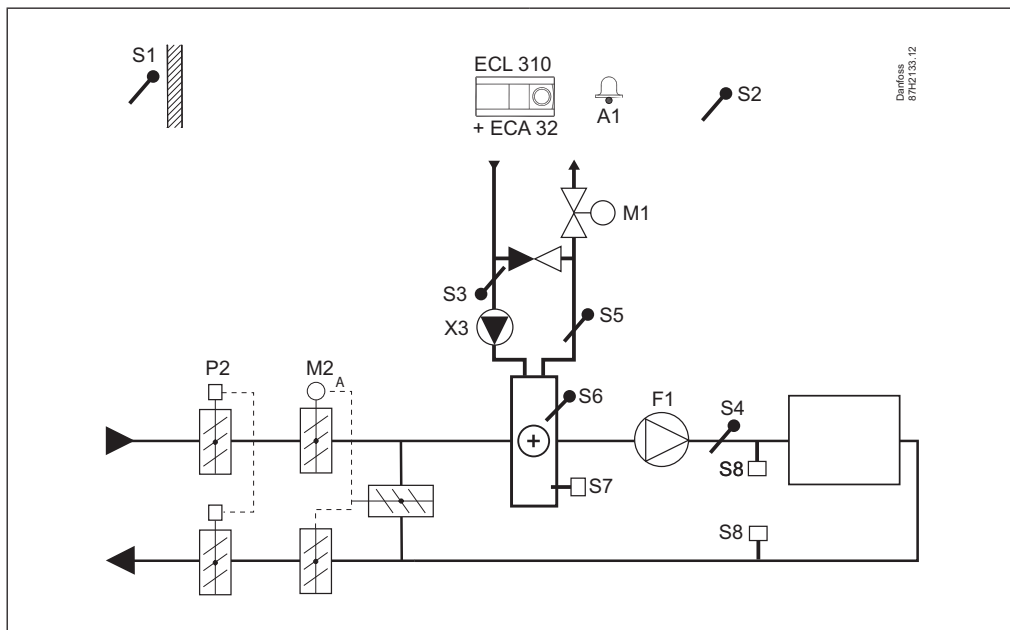 S1
ECL 310
+ ECA 32
A1
S2
Danfoss
87H2133.12
M1
S3
X3
S5
P2
M2
A
S6
F1
S4
S8
S7
S8
+